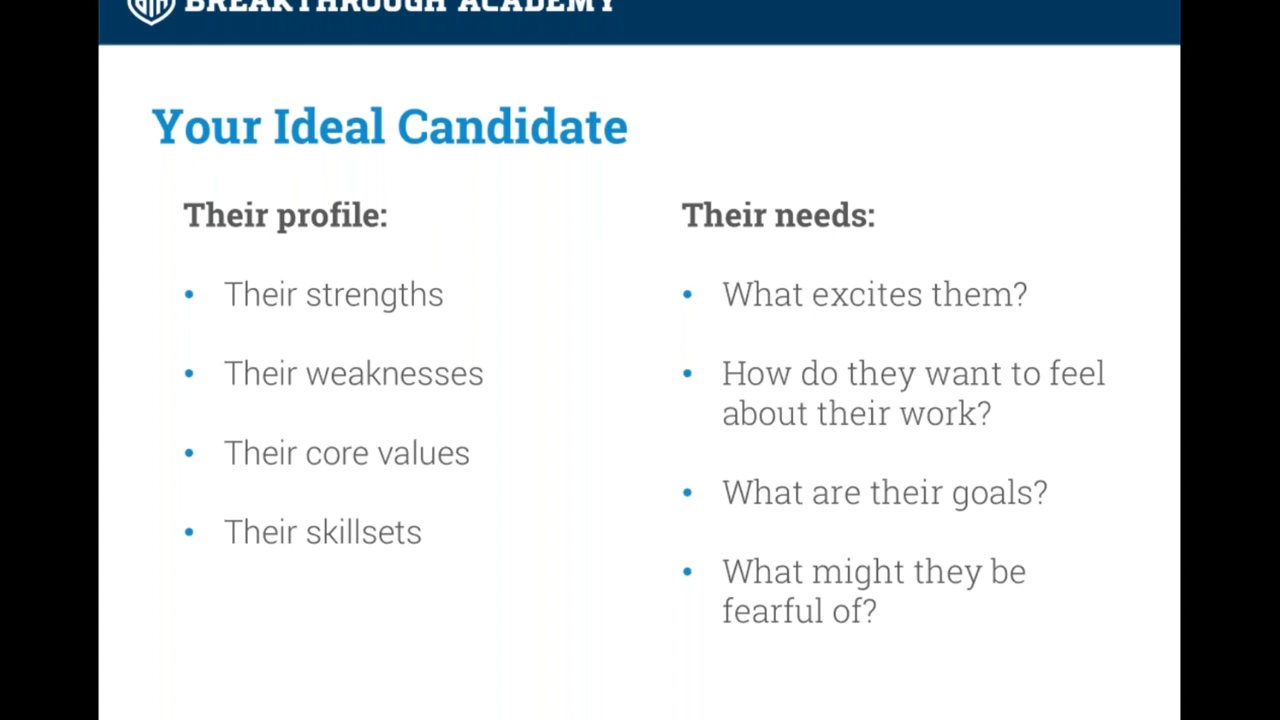 BREAKTHROUGH ACADEMY
Your Ideal Candidate
Their profile:
• Their strengths
• Their weaknesses
• Their core values
• Their skillsets
Their needs:
• What excites them?
• How do they want to feel
about their work?
• What are their goals?
• What might they be
fearful of?